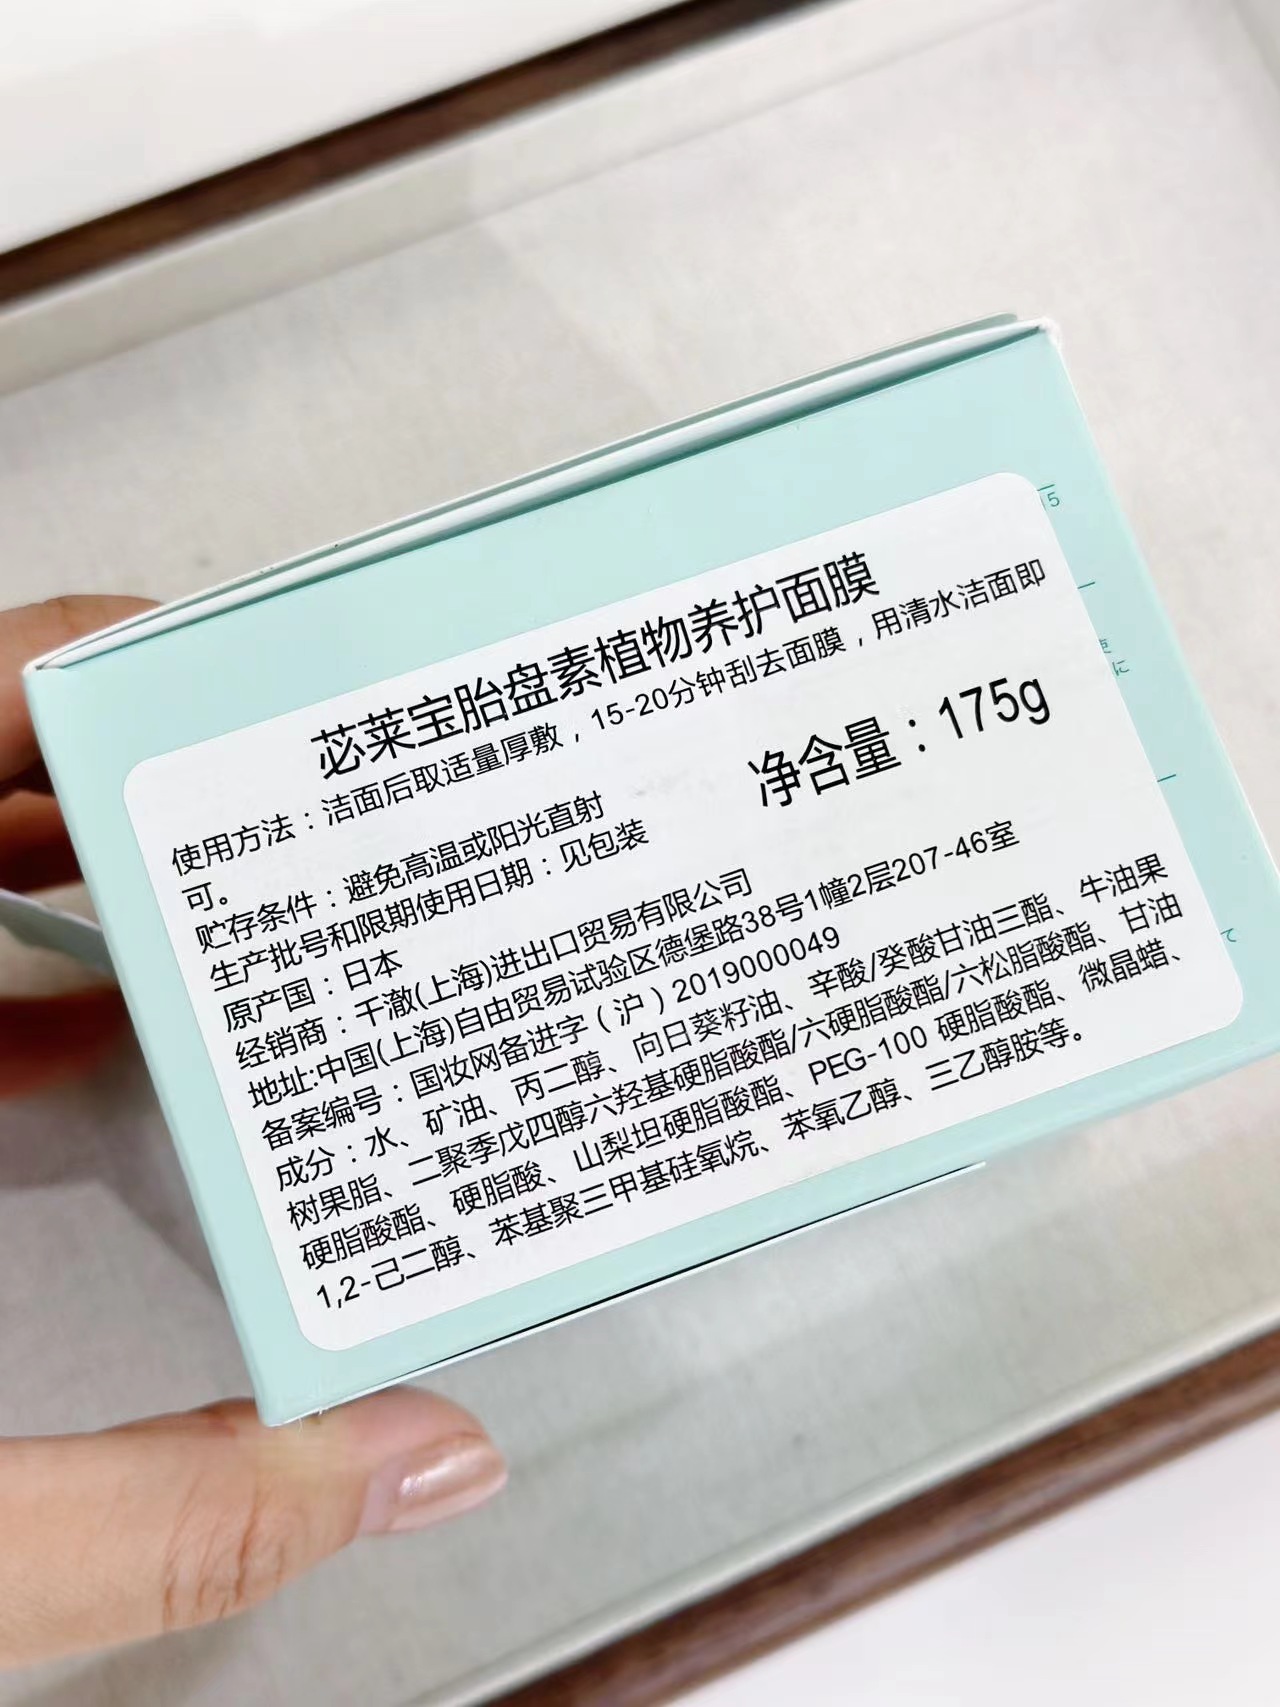 苾莱宝胎盘素植物养护面膜
使用方法：洁面后取适量厚敷，15-20分钟刮去面膜，用清水洁面即
可。
净含量：175g
贮存条件：避免高温或阳光直射
生产批号和限期使用日期：见包装
原产国：日本
经销商：千澈(上海)进出口贸易有限公司
地址:中国(上海)自由贸易试验区德堡路38号1幢2层207-46室
备案编号：国妆网备进字（沪）2019000049
成分：水、矿油、丙二醇、向日葵籽油、辛酸/癸酸甘油三酯、牛油果
树果脂、二聚季戊四醇六羟基硬脂酸酯/六硬脂酸酯/六松脂酸酯、甘油
硬脂酸酯、硬脂酸、山梨坦硬脂酸酯、PEG-100 硬脂酸酯、微晶蜡、
1,2-己二醇、苯基聚三甲基硅氧烷、苯氧乙醇、三乙醇胺等。
15
に
て